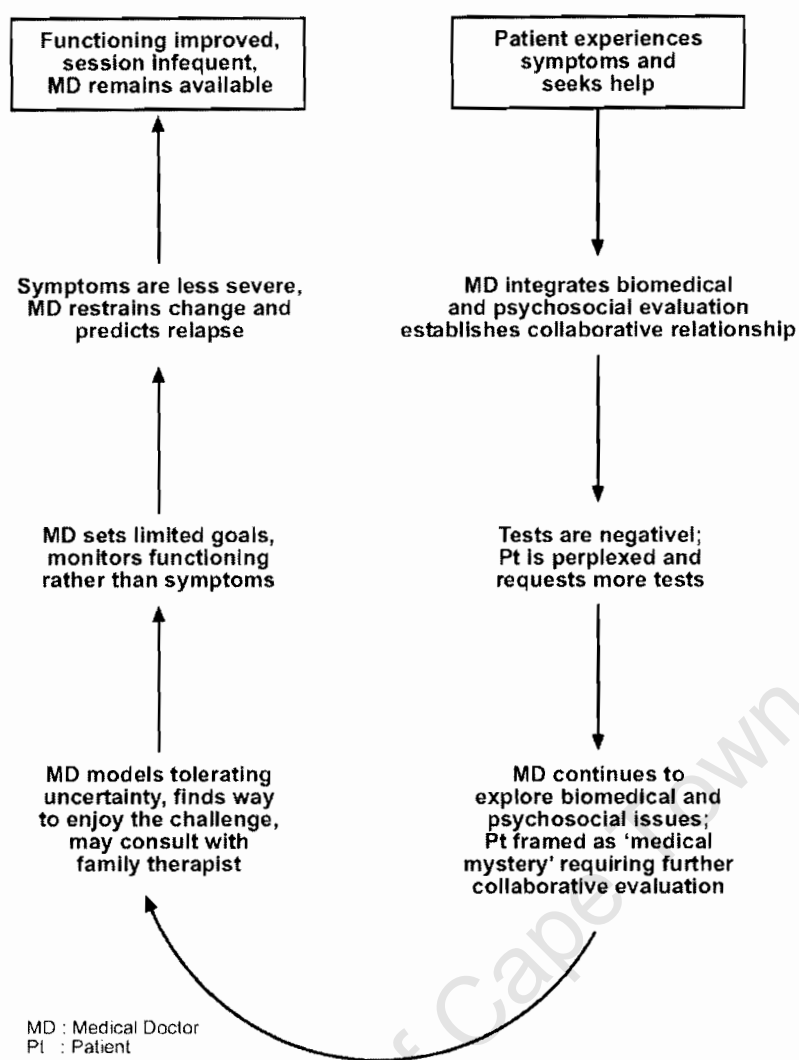 Functioning improved,
session infequent,
MD remains available
Patient experiences
symptoms and
seeks help
Symptoms are less severe,
MD restrains change and
predicts relapse
MD integrates biomedical
and psychosocial evaluation
establishes collaborative relationship
MD sets limited goals,
monitors functioning
rather than symptoms
Tests are negativel;
Pt is perplexed and
requests more tests
MD models tolerating
uncertainty, finds way
to enjoy the challenge,
may consult with
family therapist
MD continues to
explore biomedical and
psychosocial issues;
Pt framed as ‘medical
mystery’ requiring further
collaborative evaluation
MD : Medical Doctor
Pt : Patient
of Cape Town